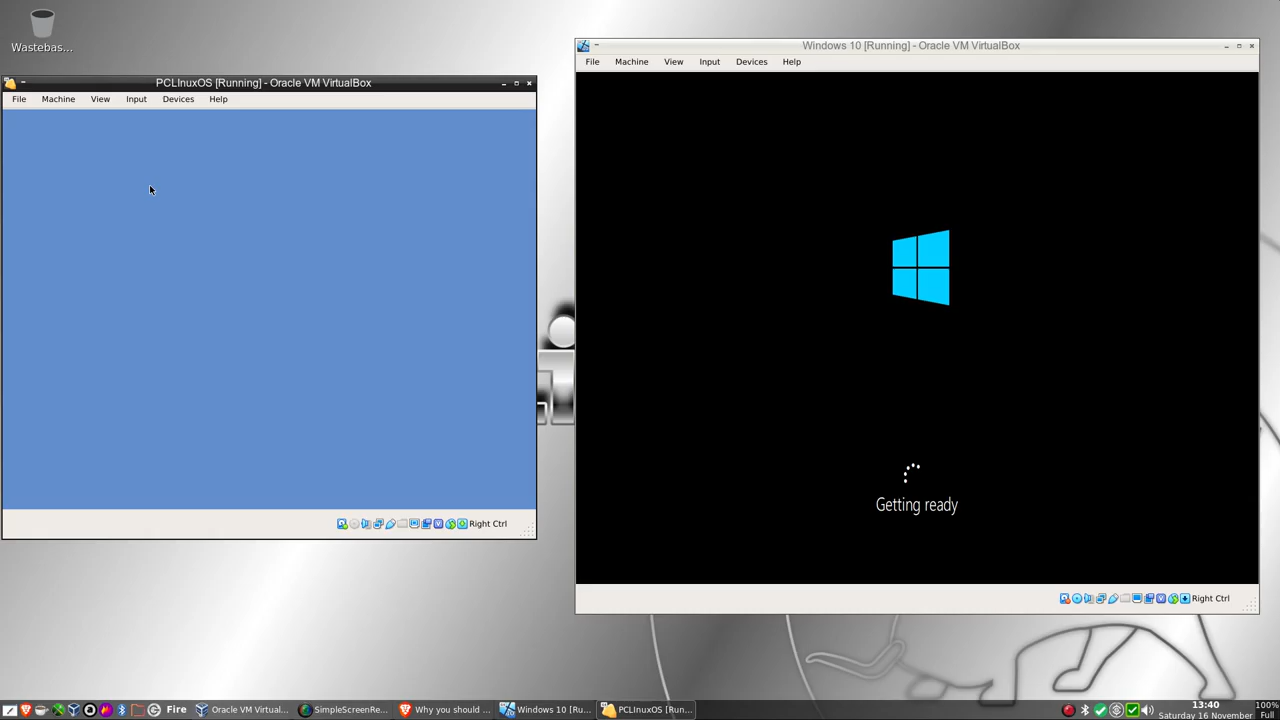 Wastebas...
PCLInuxOS [Running] - Oracle VM VirtualBox
File Machine View Input Devices Help
Right Ctrl
Windows 10 [Running] - Oracle VM VirtualBox
File Machine View Input Devices Help
Getting ready
Right Ctrl
Fire
Oracle VM Virtual...
SimpleScreenRe...
Why you should ...
Windows 10 [Ru...
PCLInuxOS [Run...
13:40
Saturday 16 November
100%
Full